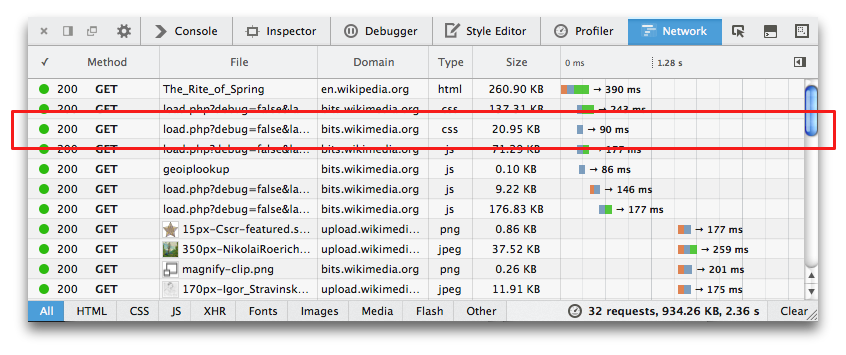 Console Inspector Debugger Style Editor Profiler Network
✓ Method File Domain Type Size 0 ms 1.28 s
200 GET The_Rite_of_Spring en.wikipedia.org html 260.90 KB → 390 ms
200 GET load.php?debug=false&la... bits.wikimedia.org css 137.31 KB → 243 ms
200 GET load.php?debug=false&la... bits.wikimedia.org css 20.95 KB → 90 ms
200 GET load.php?debug=false&la... bits.wikimedia.org js 71.29 KB → 177 ms
200 GET geoiplookup bits.wikimedia.org js 0.10 KB → 86 ms
200 GET load.php?debug=false&la... bits.wikimedia.org js 9.22 KB → 146 ms
200 GET load.php?debug=false&la... bits.wikimedia.org js 176.83 KB → 177 ms
200 GET 15px-Cscr-featured.s... upload.wikimedi... png 0.86 KB → 177 ms
200 GET 350px-NikolaiRoerich... upload.wikimedi... jpeg 37.52 KB → 259 ms
200 GET magnify-clip.png bits.wikimedia.org png 0.26 KB → 201 ms
200 GET 170px-Igor_Stravinsk... upload.wikimedi... jpeg 11.91 KB → 175 ms
All HTML CSS JS XHR Fonts Images Media Flash Other 32 requests, 934.26 KB, 2.36 s Clear